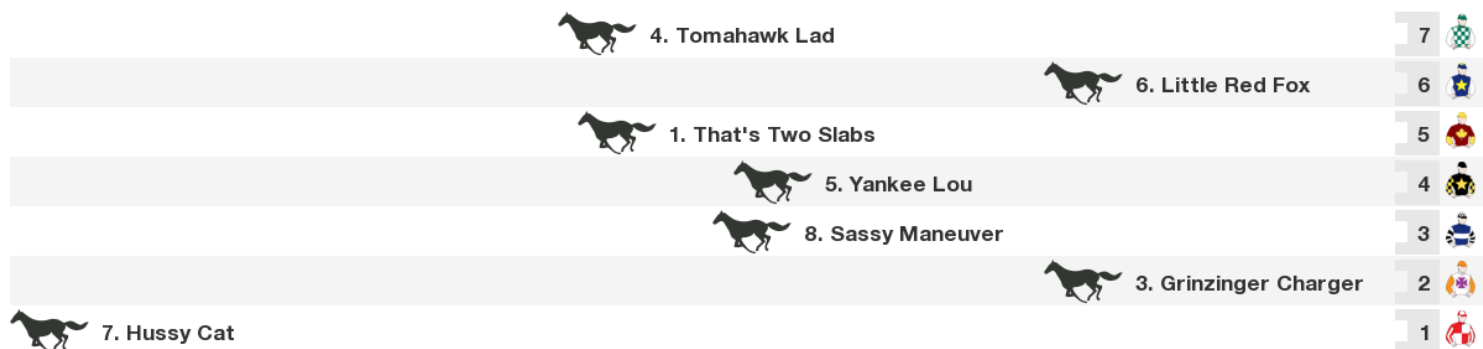 4. Tomahawk Lad 7
6. Little Red Fox 6
1. That's Two Slabs 5
5. Yankee Lou 4
8. Sassy Maneuver 3
3. Grinzinger Charger 2
7. Hussy Cat 1